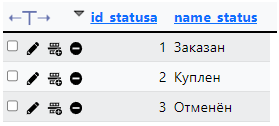 id_statusa name_status
1 Заказан
2 Куплен
3 Отменён